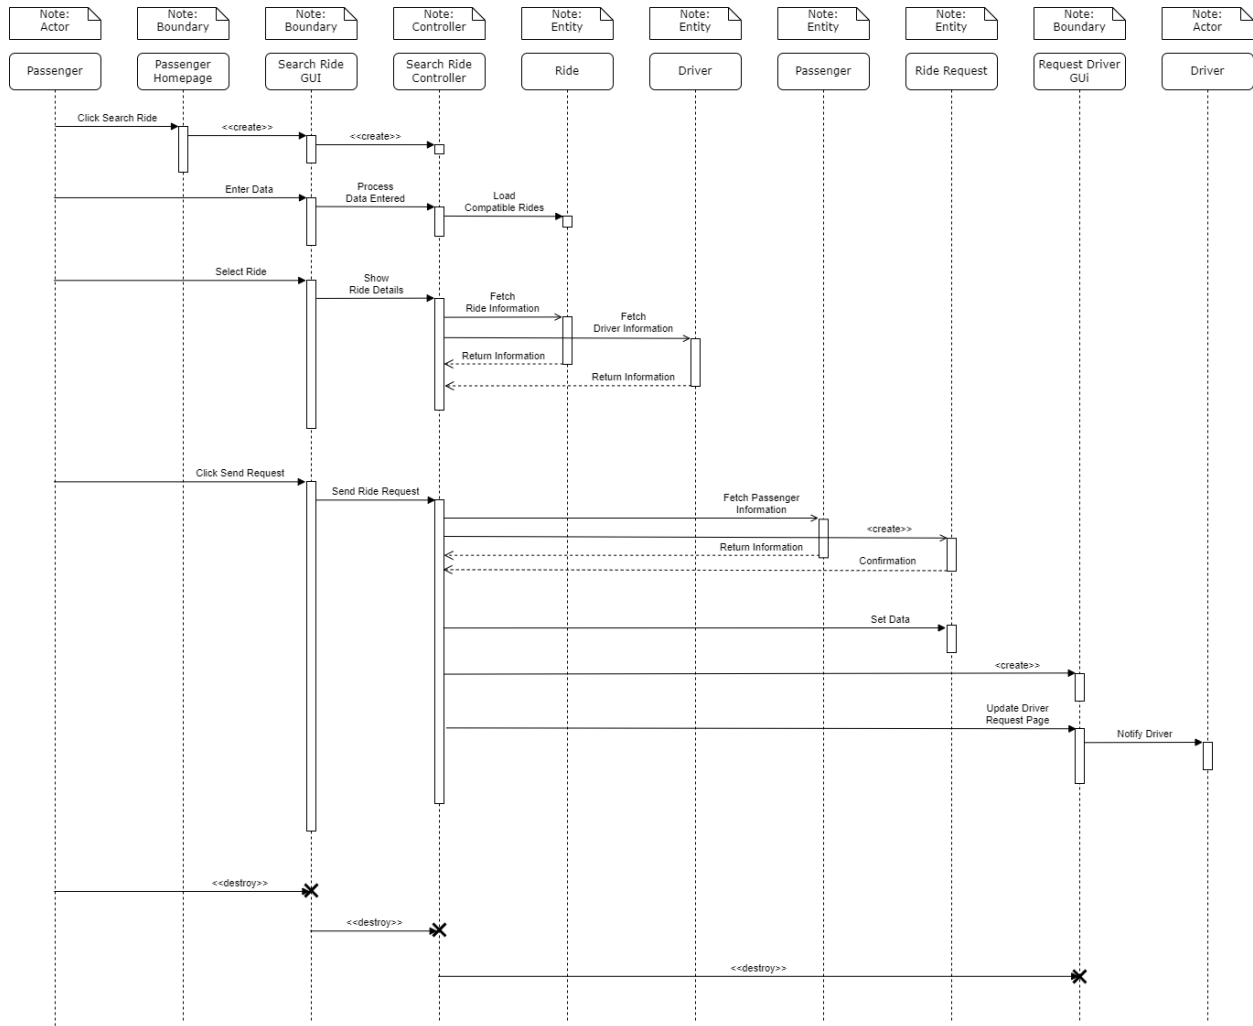 Note:
Actor
Note:
Boundary
Note:
Boundary
Note:
Controller
Note:
Entity
Note:
Entity
Note:
Entity
Note:
Entity
Note:
Boundary
Note:
Actor
Passenger
Passenger
Homepage
Search Ride
GUI
Search Ride
Controller
Ride
Driver
Passenger
Ride Request
Request Driver
GUi
Driver
Click Search Ride
<<create>>
<<create>>
Enter Data
Process
Data Entered
Load
Compatible Rides
Select Ride
Show
Ride Details
Fetch
Ride Information
Fetch
Driver Information
Return Information
Return Information
Click Send Request
Send Ride Request
Fetch Passenger
Information
<create>>
Return Information
Confirmation
Set Data
<create>>
Update Driver
Request Page
Notify Driver
<<destroy>>
<<destroy>>
<<destroy>>